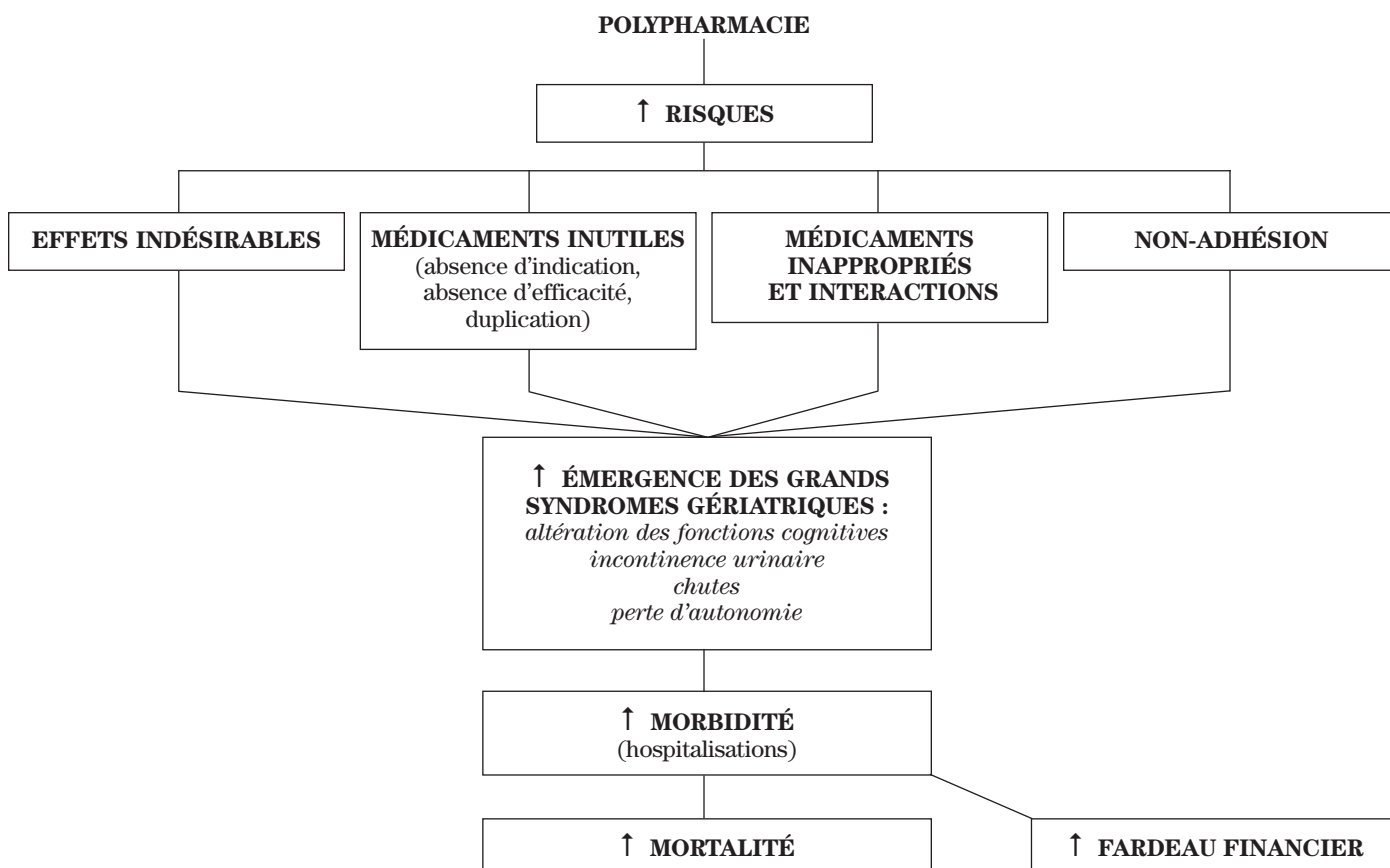 POLYPHARMACIE
↑ RISQUES
EFFETS INDÉSIRABLES
MÉDICAMENTS INUTILES
(absence d'indication,
absence d'efficacité,
duplication)
MÉDICAMENTS
INAPPROPRIÉS
ET INTERACTIONS
NON-ADHÉSION
↑ ÉMERGENCE DES GRANDS
SYNDROMES GÉRIATRIQUES :
altération des fonctions cognitives
incontinence urinaire
chutes
perte d'autonomie
↑ MORBIDITÉ
(hospitalisations)
↑ MORTALITÉ
↑ FARDEAU FINANCIER